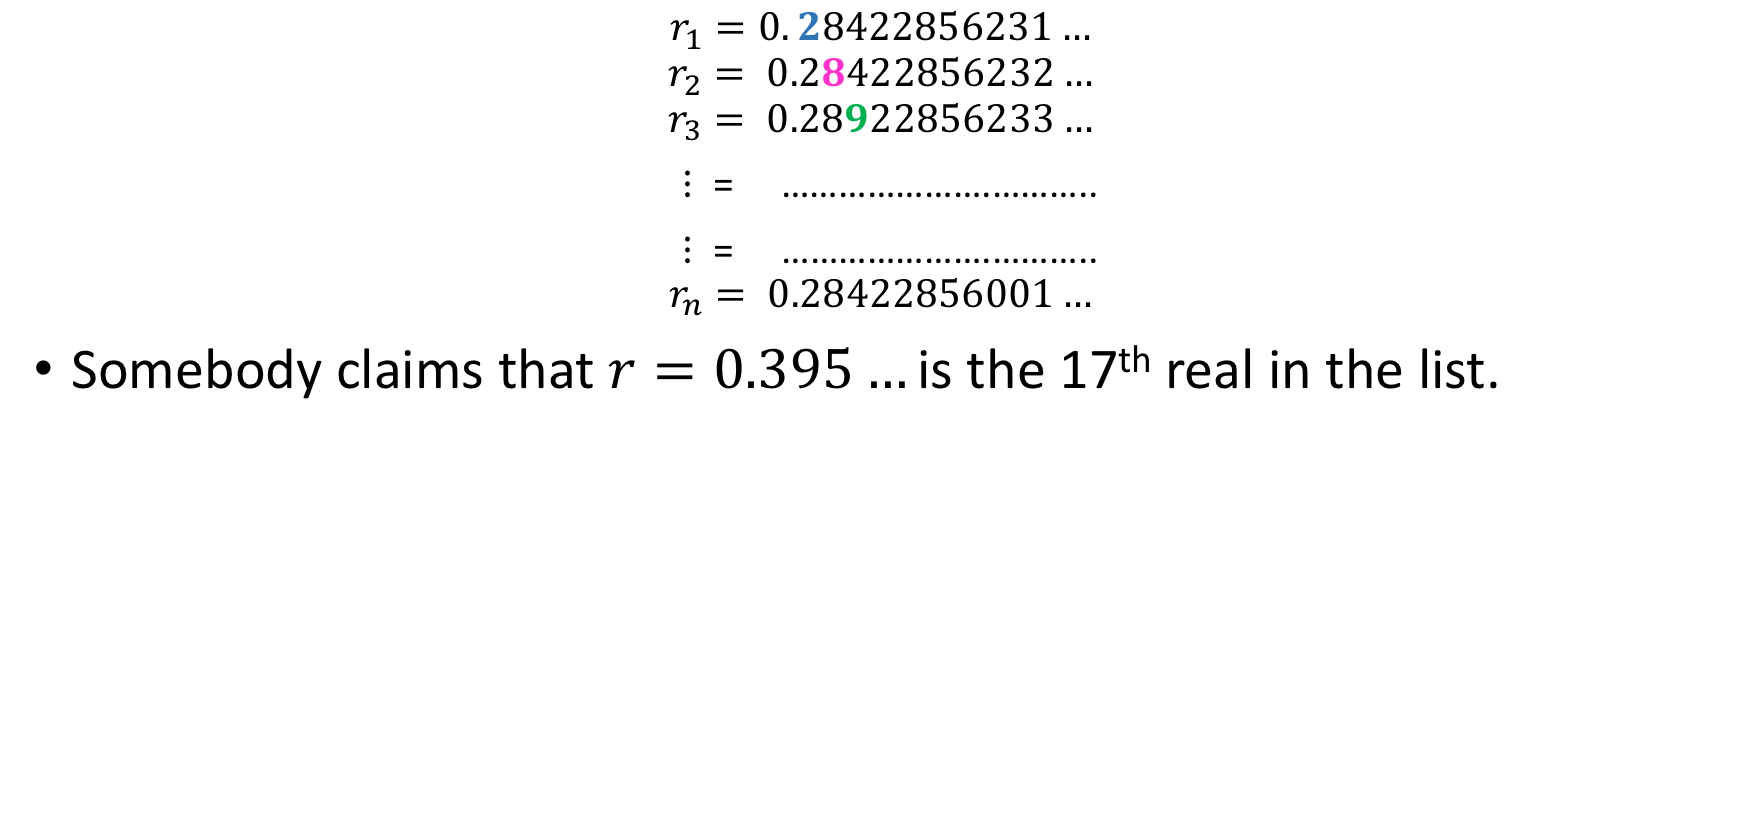 r₁ = 0.28422856231 ...
r₂ = 0.28422856232 ...
r₃ = 0.28922856233 ...
⋮ = ..................................
⋮ = ..................................
rₙ = 0.28422856001 ...
• Somebody claims that r = 0.395 ... is the 17ᵗʰ real in the list.